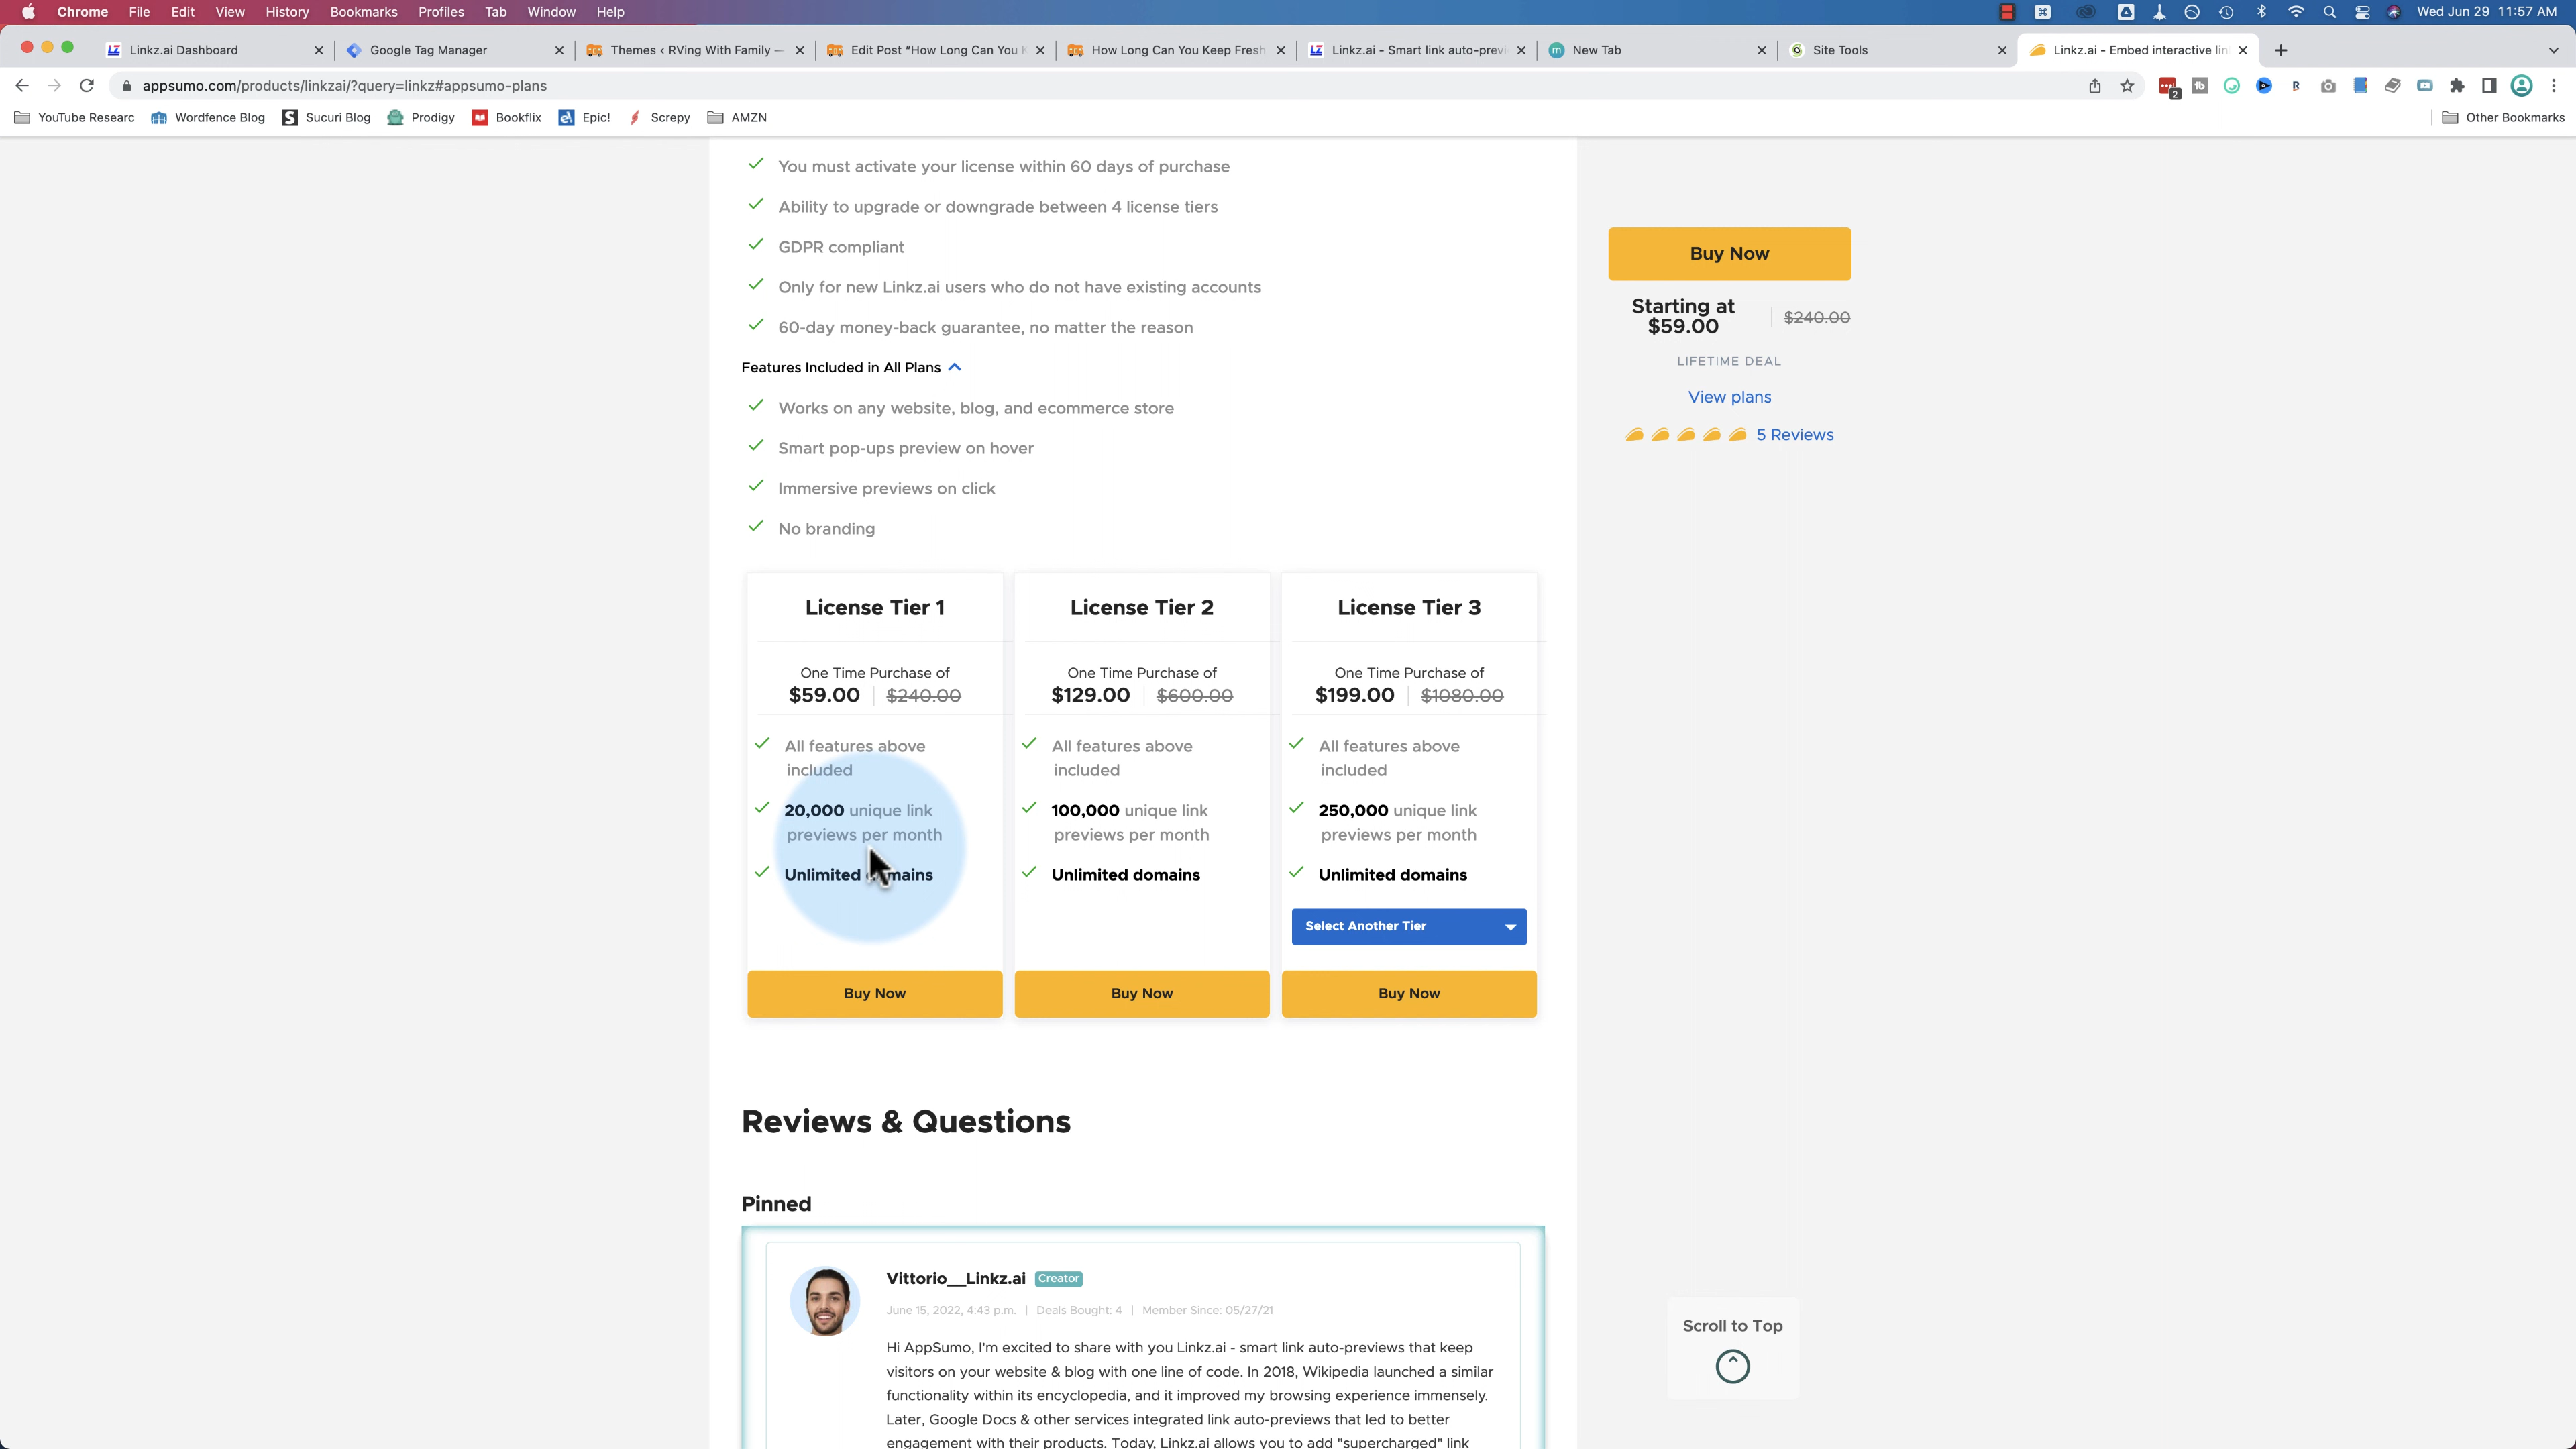 Chrome File Edit View History Bookmarks Profiles Tab Window Help Wed Jun 29 11:57 AM
Linkz.ai Dashboard Google Tag Manager Themes ‹ RVing With Family — Edit Post "How Long Can You K How Long Can You Keep Fresh Linkz.ai - Smart link auto-previ New Tab Site Tools Linkz.ai - Embed interactive lin
appsumo.com/products/linkzai/?query=linkz#appsumo-plans 2
YouTube Researc Wordfence Blog Sucuri Blog Prodigy Bookflix Epic! Screpy AMZN Other Bookmarks
You must activate your license within 60 days of purchase
Ability to upgrade or downgrade between 4 license tiers
GDPR compliant
Only for new Linkz.ai users who do not have existing accounts
60-day money-back guarantee, no matter the reason
Features Included in All Plans
Works on any website, blog, and ecommerce store
Smart pop-ups preview on hover
Immersive previews on click
No branding
Buy Now
Starting at
$59.00 $240.00
LIFETIME DEAL
View plans
5 Reviews
License Tier 1
One Time Purchase of
$59.00 $240.00
All features above
included
20,000 unique link
previews per month
Unlimited domains
Buy Now
License Tier 2
One Time Purchase of
$129.00 $600.00
All features above
included
100,000 unique link
previews per month
Unlimited domains
Buy Now
License Tier 3
One Time Purchase of
$199.00 $1080.00
All features above
included
250,000 unique link
previews per month
Unlimited domains
Select Another Tier
Buy Now
Reviews & Questions
Pinned
Vittorio__Linkz.ai Creator
June 15, 2022, 4:43 p.m. | Deals Bought: 4 | Member Since: 05/27/21
Hi AppSumo, I'm excited to share with you Linkz.ai - smart link auto-previews that keep
visitors on your website & blog with one line of code. In 2018, Wikipedia launched a similar
functionality within its encyclopedia, and it improved my browsing experience immensely.
Later, Google Docs & other services integrated link auto-previews that led to better
engagement with their products. Today, Linkz.ai allows you to add "supercharged" link
Scroll to Top